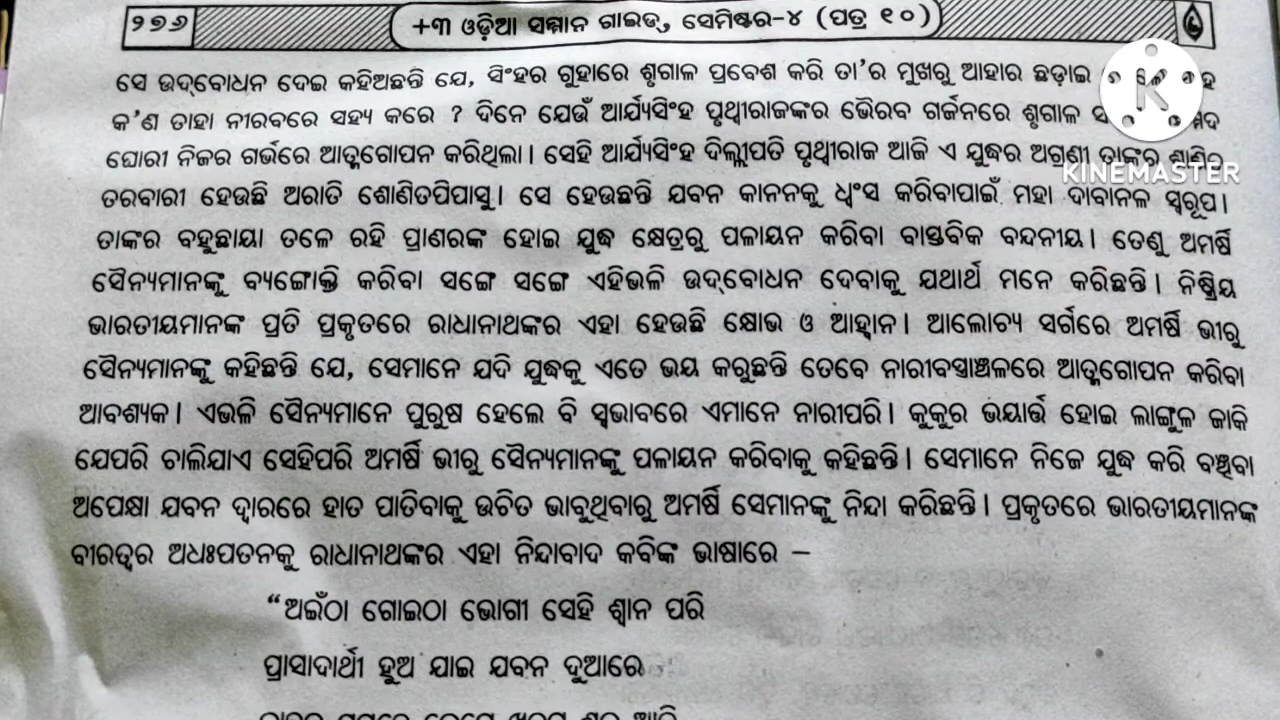 ୨୭୬ +୩ ଓଡ଼ିଆ ସମ୍ମାନ ଗାଇଡ଼୍, ସେମିଷ୍ଟର-୪ (ପତ୍ର ୧୦)
ସେ ଉଦ୍‌ବୋଧନ ଦେଇ କହିଅଛନ୍ତି ଯେ, ସିଂହର ଗୁହାରେ ଶୃଗାଳ ପ୍ରବେଶ କରି ତା'ର ମୁଖରୁ ଆହାର ଛଡ଼ାଇ
କ'ଣ ତାହା ନୀରବରେ ସହ୍ୟ କରେ ? ଦିନେ ଯେଉଁ ଆର୍ଯ୍ୟସିଂହ ପୃଥ୍ୱୀରାଜଙ୍କର ଭୈରବ ଗର୍ଜନରେ ଶୃଗାଳ
ଘୋରୀ ନିଜର ଗର୍ଭରେ ଆତ୍ମଗୋପନ କରିଥିଲା। ସେହି ଆର୍ଯ୍ୟସିଂହ ଦିଲ୍ଲୀପତି ପୃଥ୍ୱୀରାଜ ଆଜି ଏ ଯୁଦ୍ଧର ଅଗ୍ରଣୀ ତାଙ୍କର ଶାଣିତ
ତରବାରୀ ହେଉଛି ଅରାତି ଶୋଣିତପିପାସୁ। ସେ ହେଉଛନ୍ତି ଯବନ କାନନକୁ ଧ୍ୱଂସ କରିବାପାଇଁ ମହା ଦାବାନଳ ସ୍ୱରୂପ।
ତାଙ୍କର ବହୁଛାୟା ତଳେ ରହି ପ୍ରାଣରଙ୍କ ହୋଇ ଯୁଦ୍ଧ କ୍ଷେତ୍ରରୁ ପଳାୟନ କରିବା ବାସ୍ତବିକ ବନ୍ଦନୀୟ। ତେଣୁ ଅମର୍ଷି
ସୈନ୍ୟମାନଙ୍କୁ ବ୍ୟଙ୍ଗୋକ୍ତି କରିବା ସଙ୍ଗେ ସଙ୍ଗେ ଏହିଭଳି ଉଦ୍‌ବୋଧନ ଦେବାକୁ ଯଥାର୍ଥ ମନେ କରିଛନ୍ତି। ନିଷ୍କ୍ରିୟ
ଭାରତୀୟମାନଙ୍କ ପ୍ରତି ପ୍ରକୃତରେ ରାଧାନାଥଙ୍କର ଏହା ହେଉଛି କ୍ଷୋଭ ଓ ଆହ୍ୱାନ। ଆଲୋଚ୍ୟ ସର୍ଗରେ ଅମର୍ଷି ଭୀରୁ
ସୈନ୍ୟମାନଙ୍କୁ କହିଛନ୍ତି ଯେ, ସେମାନେ ଯଦି ଯୁଦ୍ଧକୁ ଏତେ ଭୟ କରୁଛନ୍ତି ତେବେ ନାରୀବସ୍ତ୍ରାଞ୍ଚଳରେ ଆତ୍ମଗୋପନ କରିବା
ଆବଶ୍ୟକ। ଏଭଳି ସୈନ୍ୟମାନେ ପୁରୁଷ ହେଲେ ବି ସ୍ୱଭାବରେ ଏମାନେ ନାରୀପରି। କୁକୁର ଭୟାର୍ତ୍ତ ହୋଇ ଲାଙ୍ଗୁଳ ଜାକି
ଯେପରି ଚାଲିଯାଏ ସେହିପରି ଅମର୍ଷି ଭୀରୁ ସୈନ୍ୟମାନଙ୍କୁ ପଳାୟନ କରିବାକୁ କହିଛନ୍ତି। ସେମାନେ ନିଜେ ଯୁଦ୍ଧ କରି ବଞ୍ଚିବା
ଅପେକ୍ଷା ଯବନ ଦ୍ୱାରରେ ହାତ ପାତିବାକୁ ଉଚିତ ଭାବୁଥିବାରୁ ଅମର୍ଷି ସେମାନଙ୍କୁ ନିନ୍ଦା କରିଛନ୍ତି। ପ୍ରକୃତରେ ଭାରତୀୟମାନଙ୍କ
ବୀରତ୍ୱର ଅଧଃପତନକୁ ରାଧାନାଥଙ୍କର ଏହା ନିନ୍ଦାବାଦ କବିଙ୍କ ଭାଷାରେ –
“ଅଇଁଠା ଗୋଇଠା ଭୋଗୀ ସେହି ଶ୍ୱାନ ପରି
ପ୍ରାସାଦାର୍ଥୀ ହୁଅ ଯାଇ ଯବନ ଦୁଆରେ
KINEMASTER